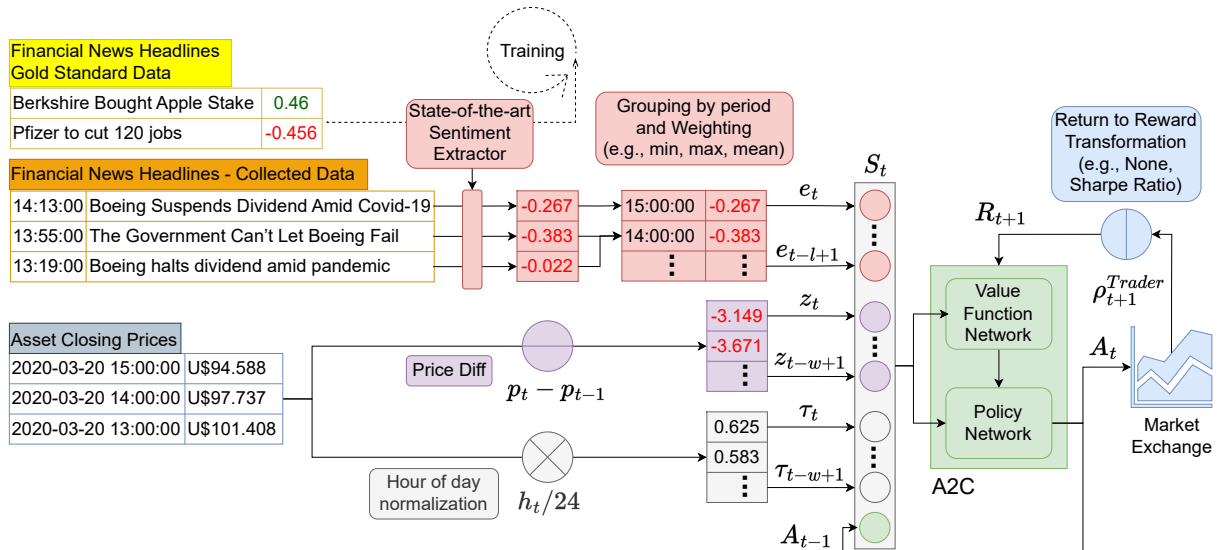 Financial News Headlines
Gold Standard Data
Berkshire Bought Apple Stake 0.46
Pfizer to cut 120 jobs -0.456
Training
State-of-the-art
Sentiment
Extractor
Grouping by period
and Weighting
(e.g., min, max, mean)
Return to Reward
Transformation
(e.g., None,
Sharpe Ratio)
Financial News Headlines - Collected Data
14:13:00 Boeing Suspends Dividend Amid Covid-19
13:55:00 The Government Can't Let Boeing Fail
13:19:00 Boeing halts dividend amid pandemic
-0.267
-0.383
-0.022
15:00:00 -0.267
14:00:00 -0.383
⋮ ⋮
e_t
e_{t-l+1}
S_t
⋮
R_{t+1}
ρ_{t+1}^{Trader}
Asset Closing Prices
2020-03-20 15:00:00 U$94.588
2020-03-20 14:00:00 U$97.737
2020-03-20 13:00:00 U$101.408
Price Diff
p_t − p_{t−1}
-3.149
-3.671
⋮
z_t
z_{t-w+1}
⋮
Hour of day
normalization
h_t/24
0.625
0.583
⋮
τ_t
τ_{t-w+1}
⋮
A_{t-1}
Value
Function
Network
Policy
Network
A2C
A_t
Market
Exchange